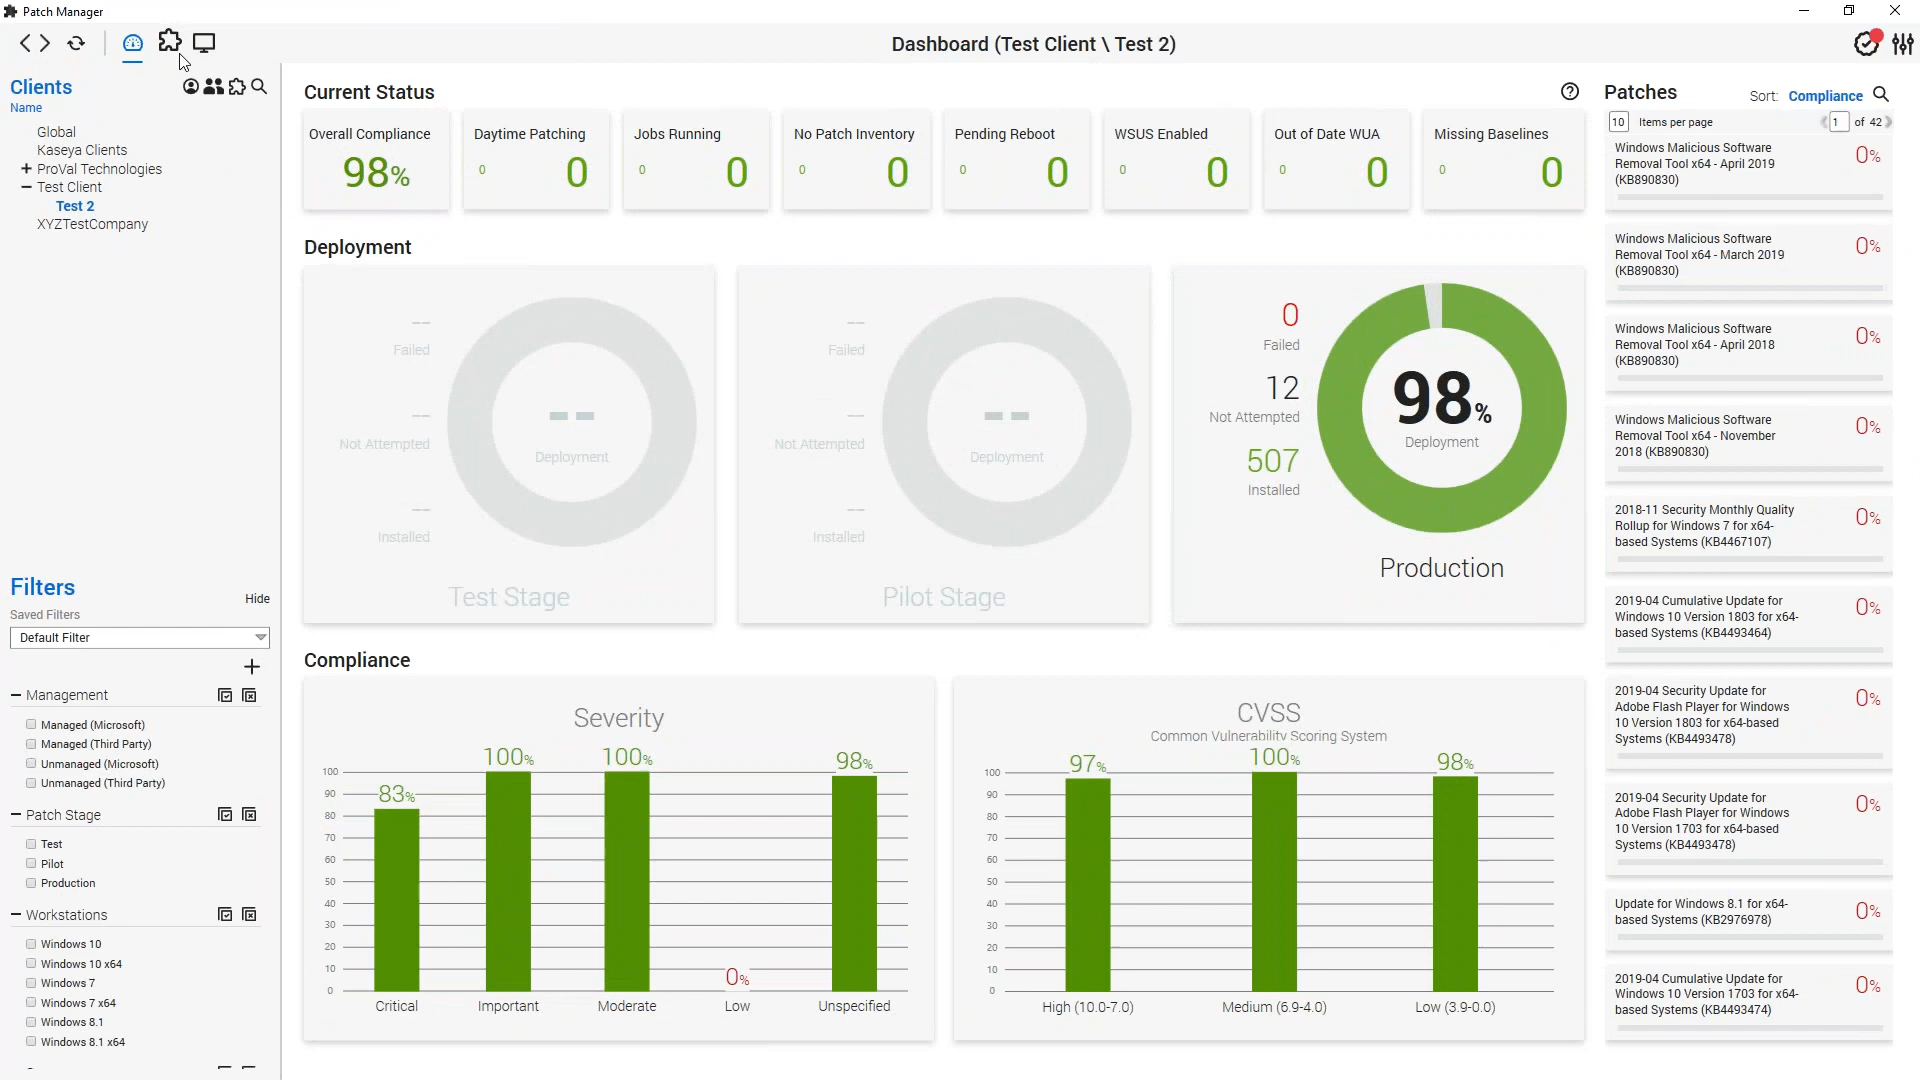 Patch Manager
Dashboard (Test Client \ Test 2)
Clients
Name
Global
Kaseya Clients
ProVal Technologies
Test Client
Test 2
XYZTestCompany
Filters
Hide
Saved Filters
Default Filter
Management
Managed (Microsoft)
Managed (Third Party)
Unmanaged (Microsoft)
Unmanaged (Third Party)
Patch Stage
Test
Pilot
Production
Workstations
Windows 10
Windows 10 x64
Windows 7
Windows 7 x64
Windows 8.1
Windows 8.1 x64
Current Status
Overall Compliance
98%
Daytime Patching
0 0
Jobs Running
0 0
No Patch Inventory
0 0
Pending Reboot
0 0
WSUS Enabled
0 0
Out of Date WUA
0 0
Missing Baselines
0 0
Deployment
--
Failed
--
Not Attempted
--
Installed
--
Deployment
Test Stage
--
Failed
--
Not Attempted
--
Installed
--
Deployment
Pilot Stage
0
Failed
12
Not Attempted
507
Installed
98%
Deployment
Production
Compliance
Severity
100
90
80
70
60
50
40
30
20
10
0
83%
100%
100%
0%
98%
Critical
Important
Moderate
Low
Unspecified
CVSS
Common Vulnerability Scoring System
100
90
80
70
60
50
40
30
20
10
0
97%
100%
98%
High (10.0-7.0)
Medium (6.9-4.0)
Low (3.9-0.0)
Patches
Sort: Compliance
10 Items per page
1 of 42
Windows Malicious Software
Removal Tool x64 - April 2019
(KB890830)
0%
Windows Malicious Software
Removal Tool x64 - March 2019
(KB890830)
0%
Windows Malicious Software
Removal Tool x64 - April 2018
(KB890830)
0%
Windows Malicious Software
Removal Tool x64 - November
2018 (KB890830)
0%
2018-11 Security Monthly Quality
Rollup for Windows 7 for x64-
based Systems (KB4467107)
0%
2019-04 Cumulative Update for
Windows 10 Version 1803 for x64-
based Systems (KB4493464)
0%
2019-04 Security Update for
Adobe Flash Player for Windows
10 Version 1803 for x64-based
Systems (KB4493478)
0%
2019-04 Security Update for
Adobe Flash Player for Windows
10 Version 1703 for x64-based
Systems (KB4493478)
0%
Update for Windows 8.1 for x64-
based Systems (KB2976978)
0%
2019-04 Cumulative Update for
Windows 10 Version 1703 for x64-
based Systems (KB4493474)
0%